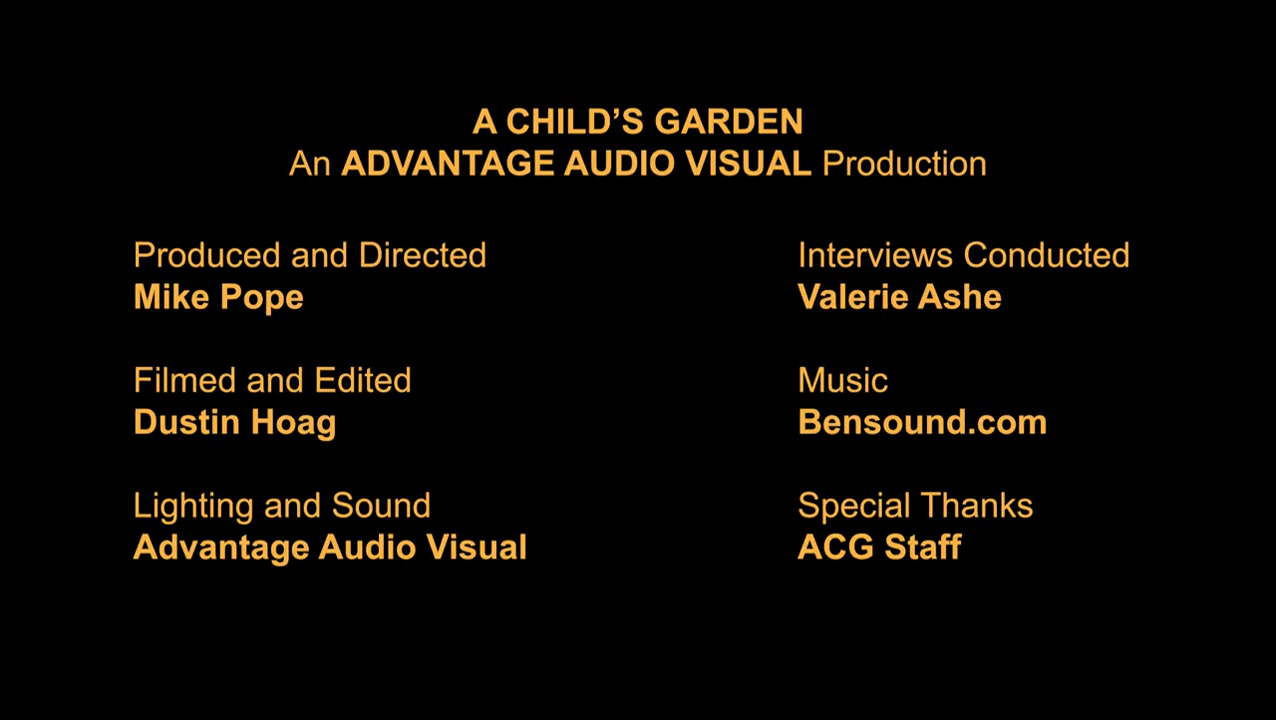 A CHILD’S GARDEN
An ADVANTAGE AUDIO VISUAL Production
Produced and Directed
Mike Pope
Filmed and Edited
Dustin Hoag
Lighting and Sound
Advantage Audio Visual
Interviews Conducted
Valerie Ashe
Music
Bensound.com
Special Thanks
ACG Staff